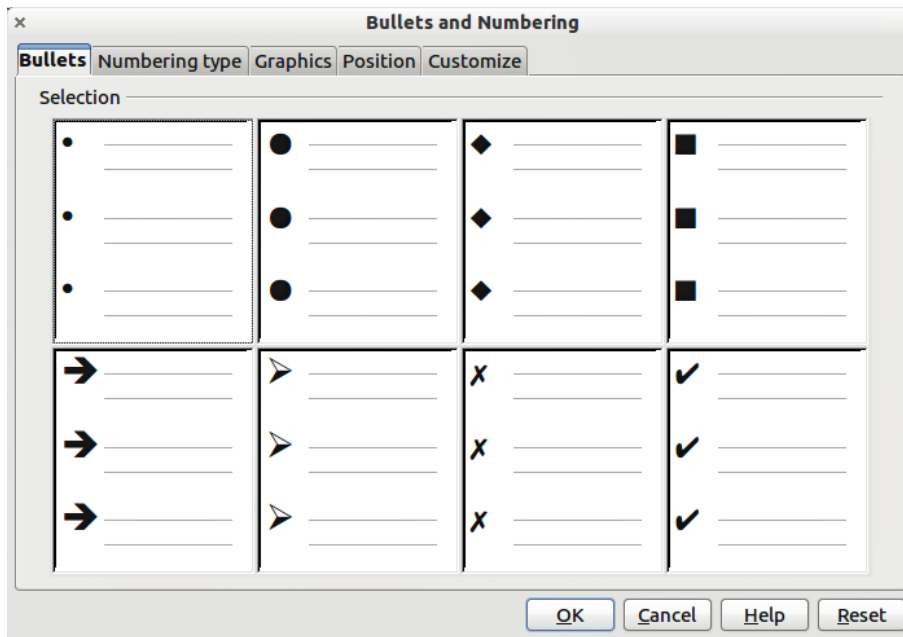 Bullets and Numbering
Bullets Numbering type Graphics Position Customize
Selection
OK Cancel Help Reset